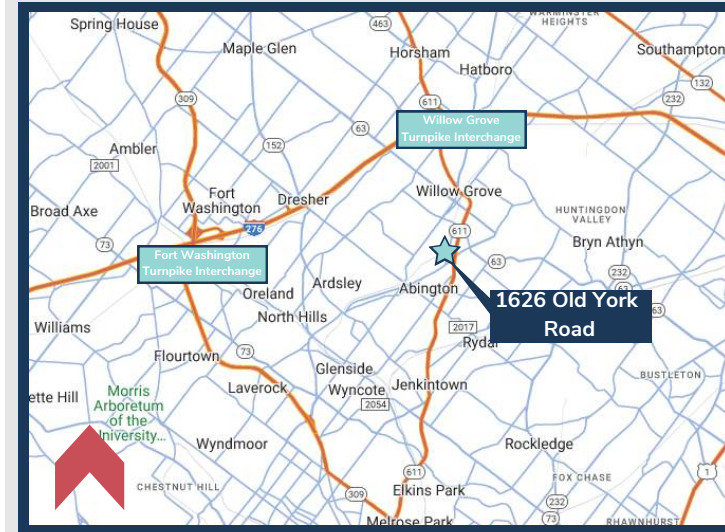 WARMINSTER
HEIGHTS
Spring House
463
Maple Glen
Horsham
Southampton
Hatboro
132
309
611
232
Willow Grove
Turnpike Interchange
63
152
Ambler
2001
Willow Grove
Fort
Washington
Dresher
Broad Axe
HUNTINGDON
VALLEY
276
611
Bryn Athyn
73
Fort Washington
Turnpike Interchange
63
232
Ardsley
Abington
63
Oreland
1626 Old York
Road
North Hills
Williams
2017
Rydal
73
Flourtown
Glenside
BUSTLETON
Laverock
Wyncote
Jenkintown
ette Hill
Morris
Arboretum
of the
University...
2054
Wyndmoor
Rockledge
611
1
CHESTNUT HILL
FOX CHASE
309
Elkins Park
232
73
Melrose Park
RHAWNHURST